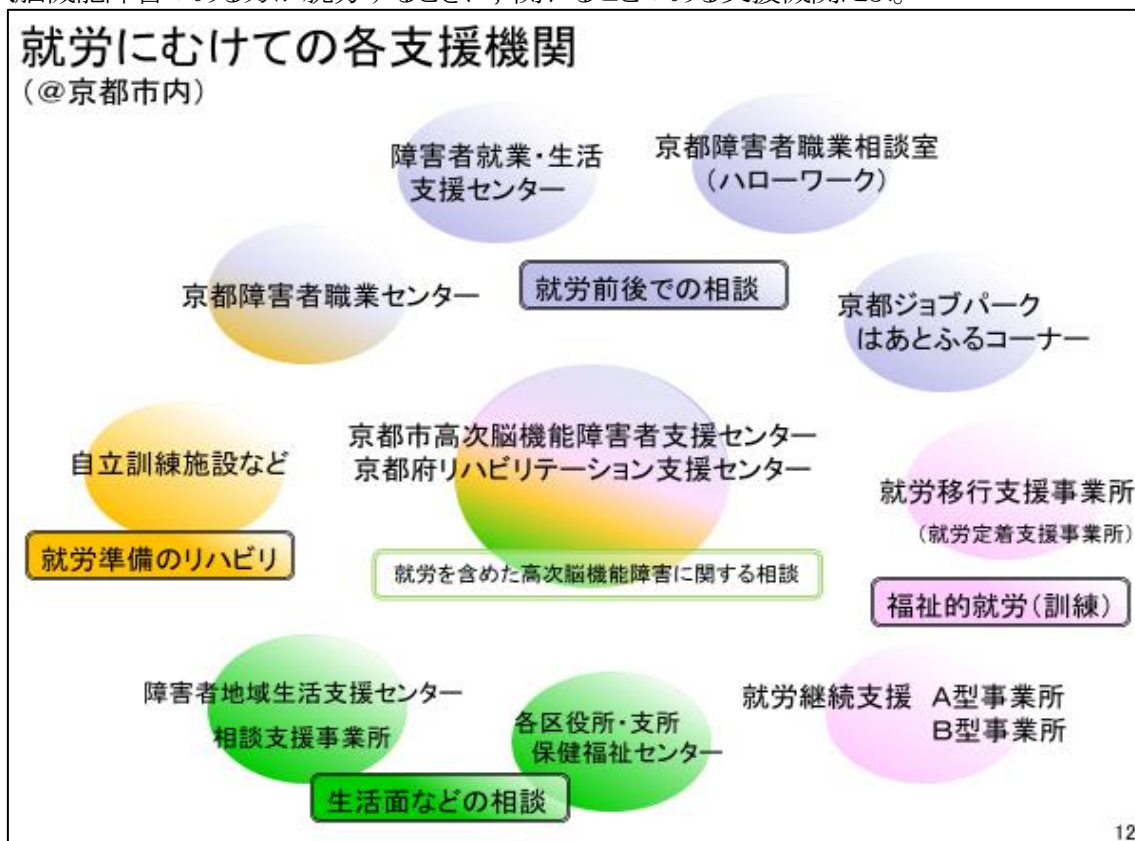 就労にむけての各支援機関
(@京都市内)
障害者就業・生活
支援センター
京都障害者職業相談室
(ハローワーク)
京都障害者職業センター
就労前後での相談
京都ジョブパーク
はあとふるコーナー
自立訓練施設など
就労準備のリハビリ
京都市高次脳機能障害者支援センター
京都府リハビリテーション支援センター
就労を含めた高次脳機能障害に関する相談
就労移行支援事業所
(就労定着支援事業所)
福祉的就労(訓練)
障害者地域生活支援センター
相談支援事業所
各区役所・支所
保健福祉センター
生活面などの相談
就労継続支援 A型事業所
B型事業所
12